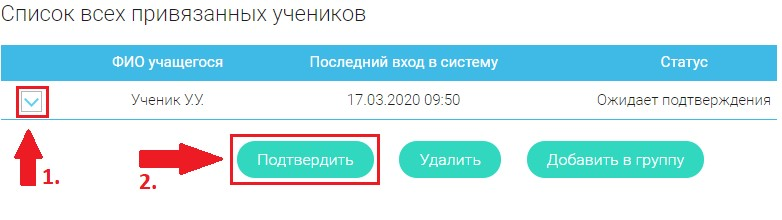 Список всех привязанных учеников
ФИО учащегося Последний вход в систему Статус
Ученик У.У. 17.03.2020 09:50 Ожидает подтверждения
1. 2. Подтвердить Удалить Добавить в группу